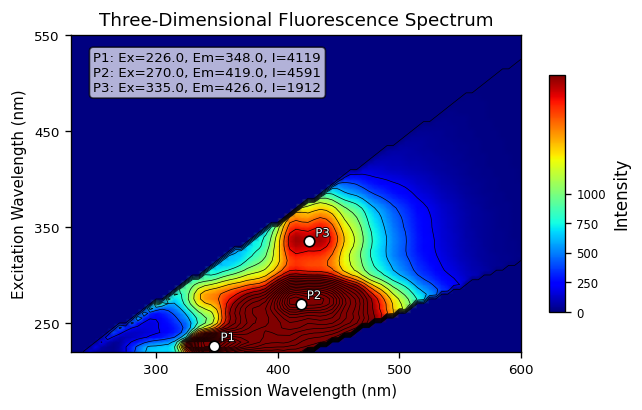 Three-Dimensional Fluorescence Spectrum
P1: Ex=226.0, Em=348.0, I=4119
P2: Ex=270.0, Em=419.0, I=4591
P3: Ex=335.0, Em=426.0, I=1912
550
450
350
250
Excitation Wavelength (nm)
P3
P2
P1
300
400
500
600
Emission Wavelength (nm)
1000
750
500
250
0
Intensity